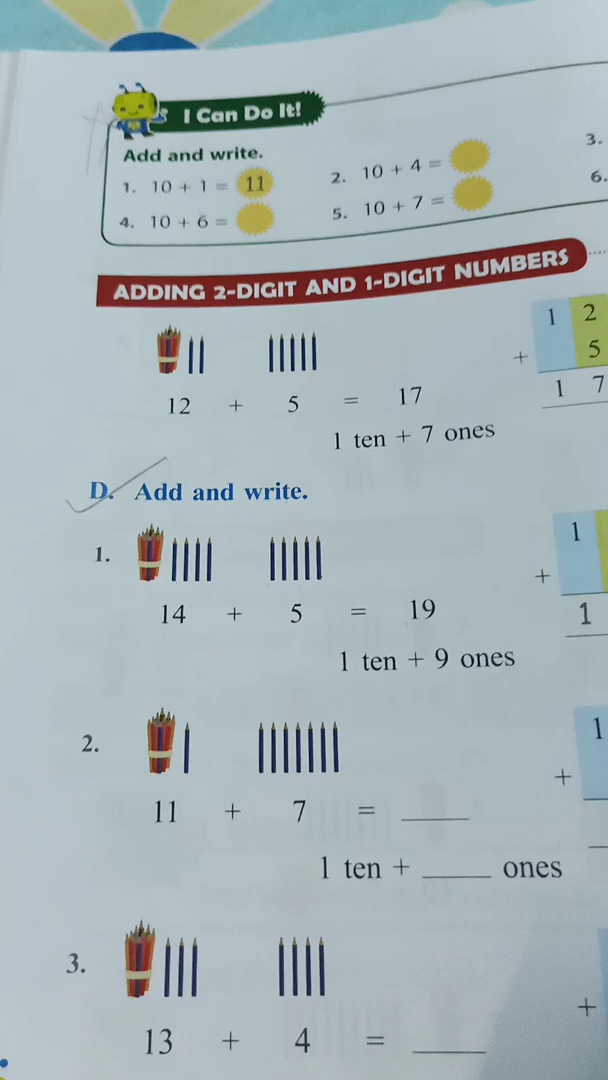 I Can Do It!
Add and write.
1. 10 + 1 = 11
2. 10 + 4 =
3.
4. 10 + 6 =
5. 10 + 7 =
6.
ADDING 2-DIGIT AND 1-DIGIT NUMBERS
12 + 5 = 17
1 ten + 7 ones
1 2
+ 5
1 7
D. Add and write.
1.
14 + 5 = 19
1 ten + 9 ones
1
+
1
2.
11 + 7 = ____
1 ten + ____ ones
1
+
3.
13 + 4 = ____
+